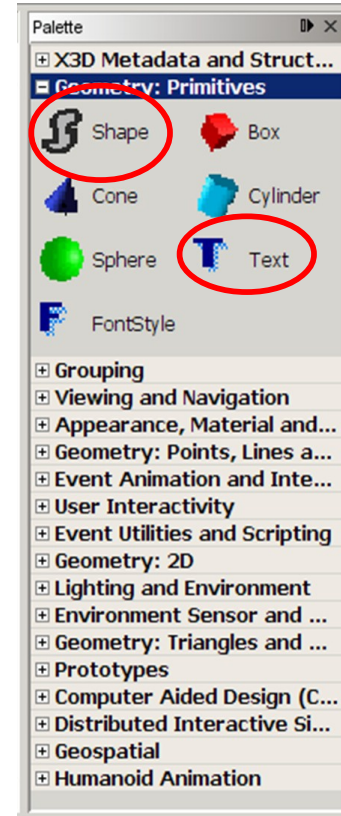 Palette
X3D Metadata and Struct...
Geometry: Primitives
Shape Box
Cone Cylinder
Sphere Text
FontStyle
Grouping
Viewing and Navigation
Appearance, Material and...
Geometry: Points, Lines a...
Event Animation and Inte...
User Interactivity
Event Utilities and Scripting
Geometry: 2D
Lighting and Environment
Environment Sensor and ...
Geometry: Triangles and ...
Prototypes
Computer Aided Design (C...
Distributed Interactive Si...
Geospatial
Humanoid Animation